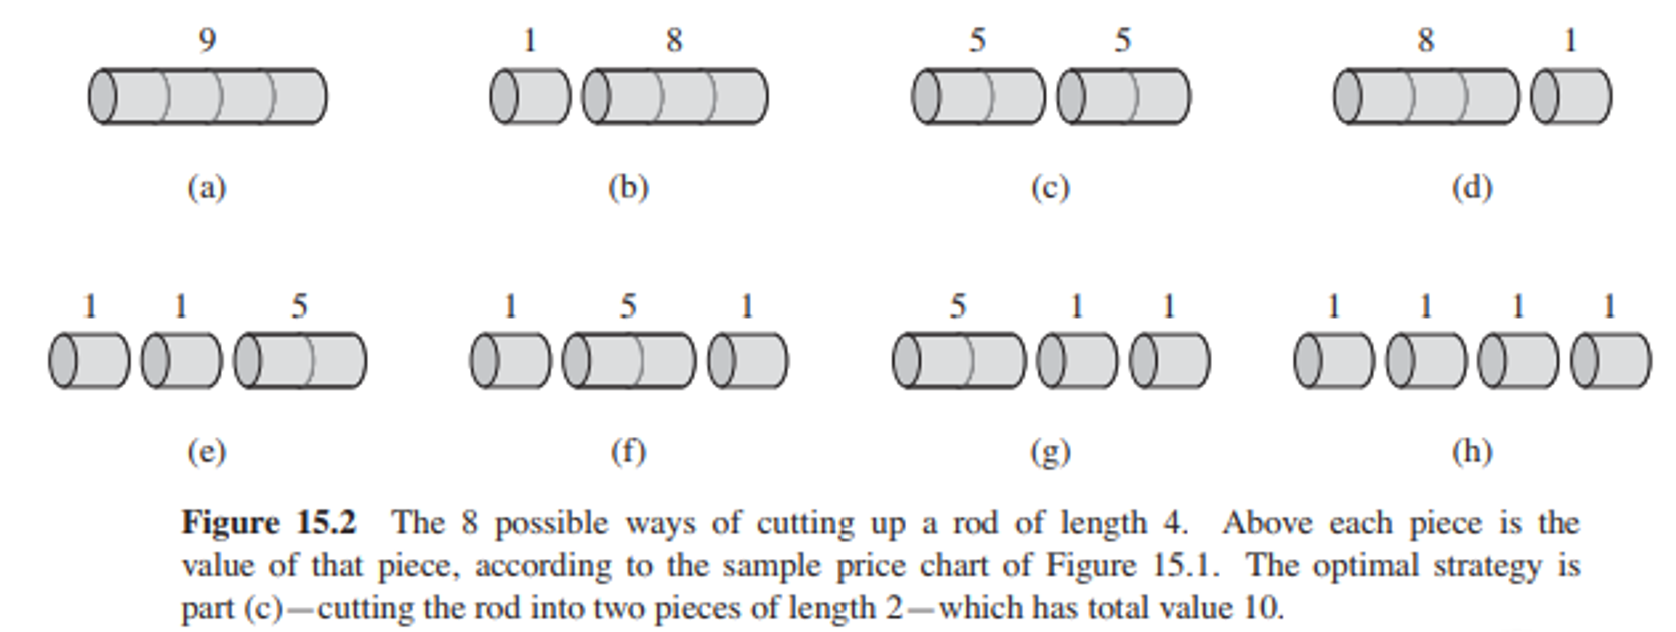 9 1 8 5 5 8 1
(a) (b) (c) (d)
1 1 5 1 5 1 5 1 1 1 1 1 1
(e) (f) (g) (h)
Figure 15.2 The 8 possible ways of cutting up a rod of length 4. Above each piece is the
value of that piece, according to the sample price chart of Figure 15.1. The optimal strategy is
part (c)—cutting the rod into two pieces of length 2—which has total value 10.